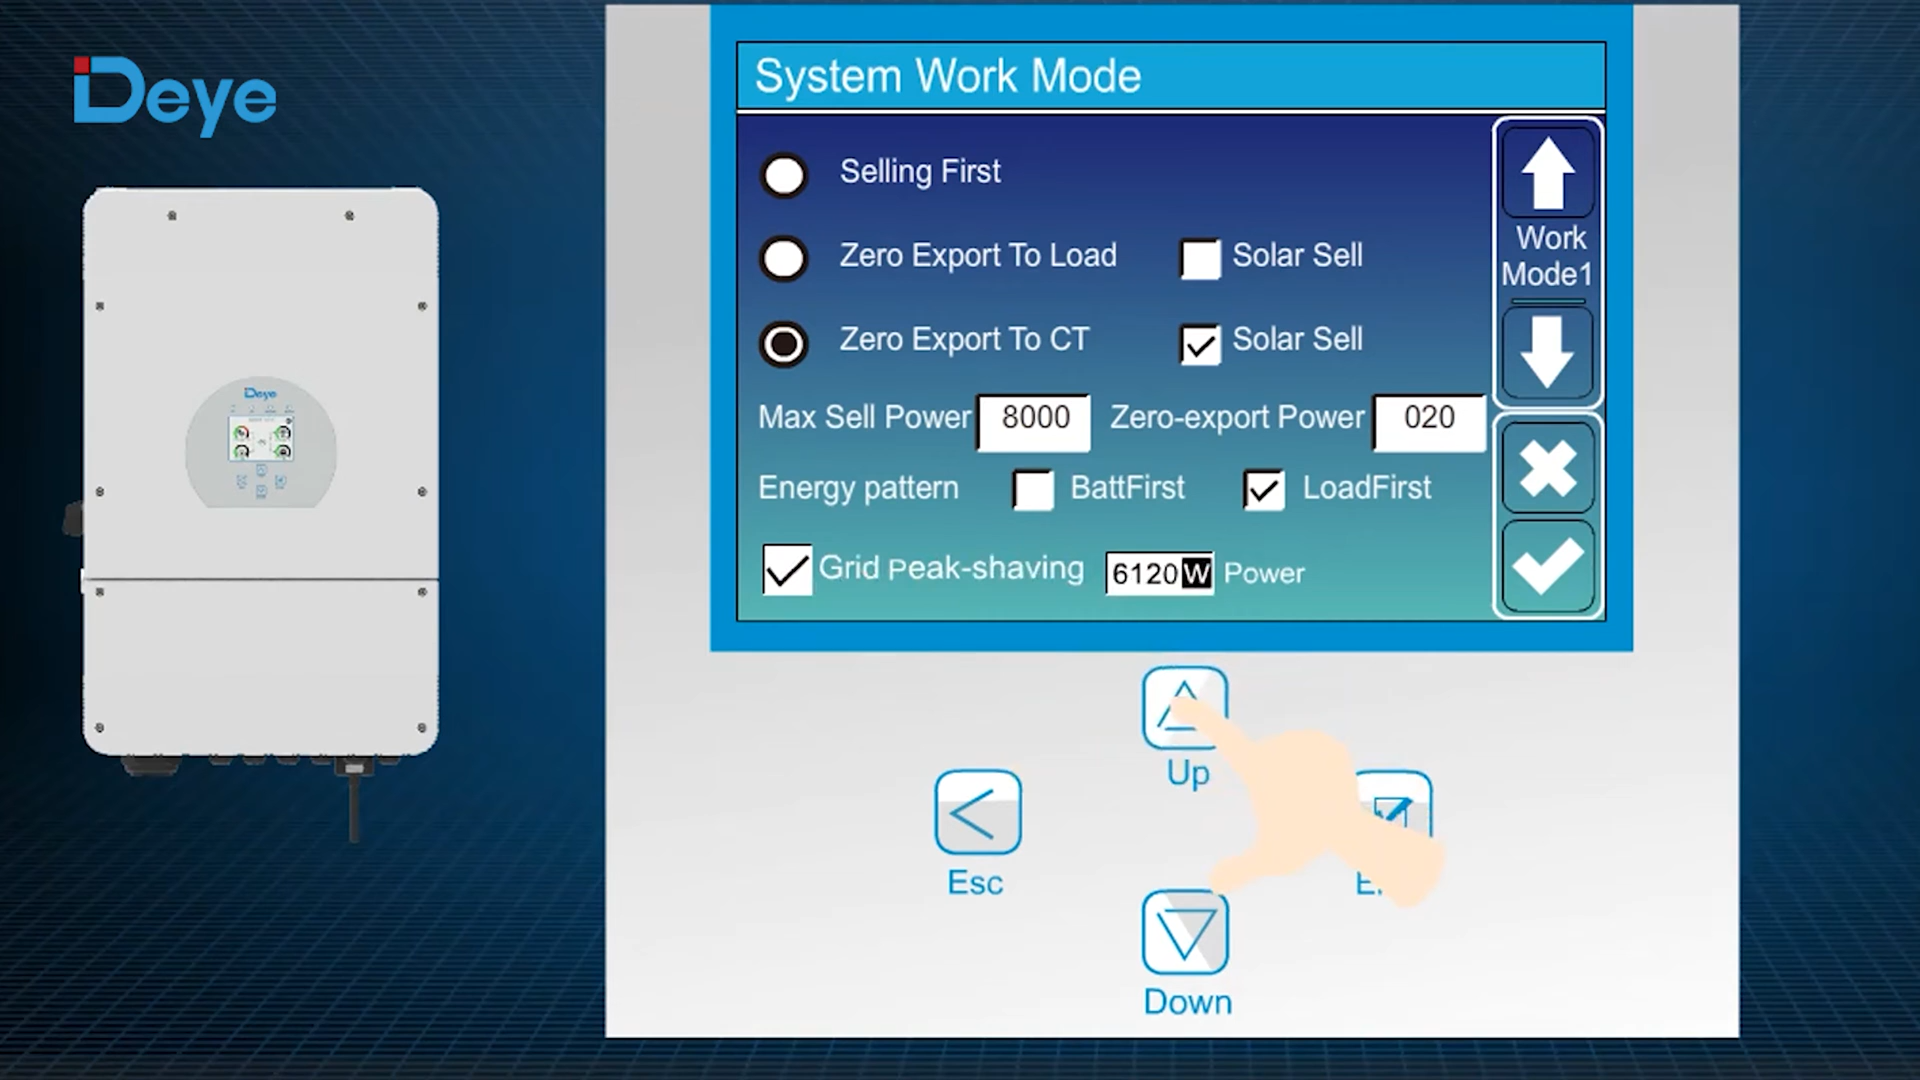 Deye
System Work Mode
Selling First
Zero Export To Load
Solar Sell
Zero Export To CT
Solar Sell
Max Sell Power 8000 Zero-export Power 020
Energy pattern BattFirst LoadFirst
Grid Peak-shaving 6120W Power
Work
Mode1
Deye
Up
Esc
E
Down